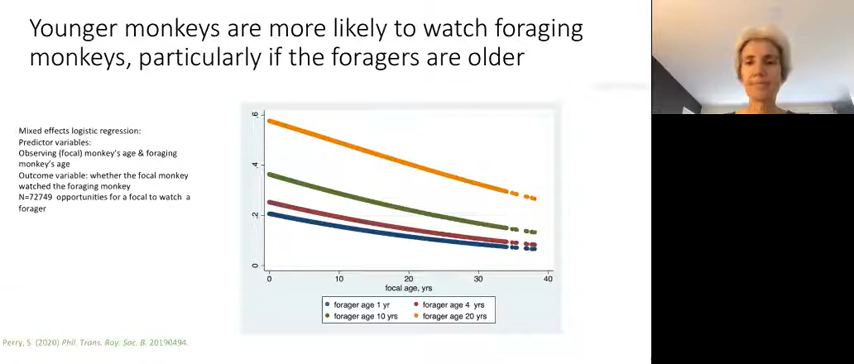 Younger monkeys are more likely to watch foraging
monkeys, particularly if the foragers are older
Mixed effects logistic regression:
Predictor variables:
Observing (focal) monkey's age & foraging
monkey's age
Outcome variable: whether the focal monkey
watched the foraging monkey
N=72749 opportunities for a focal to watch a
forager
.6
.4
.2
0
0 10 20 30 40
focal age, yrs
forager age 1 yr forager age 4 yrs
forager age 10 yrs forager age 20 yrs
Perry, S. (2020) Phil. Trans. Roy. Soc. B. 20190494.